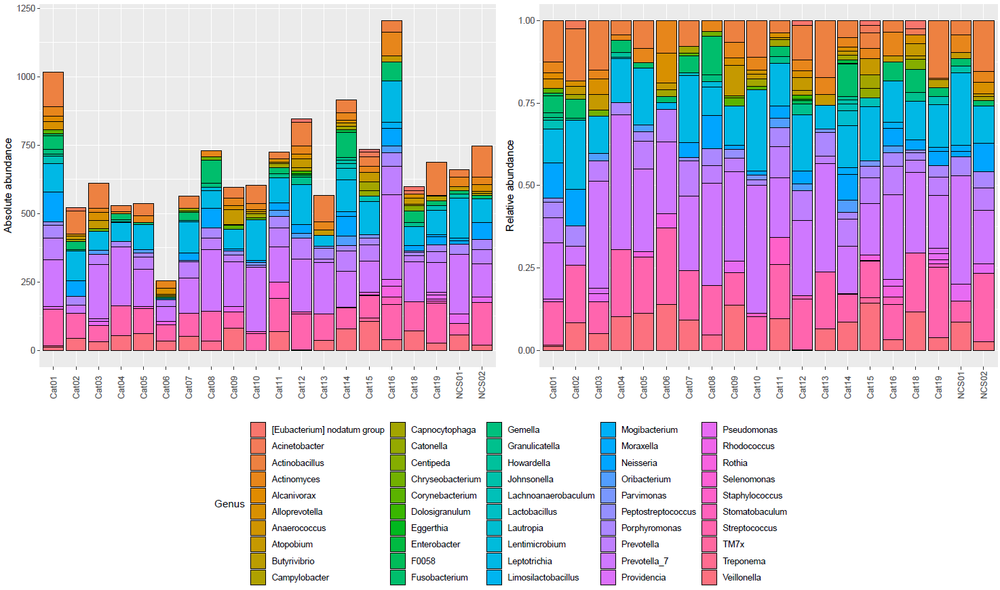 Absolute abundance
1250
1000
750
500
250
0
Cat01
Cat02
Cat03
Cat04
Cat05
Cat06
Cat07
Cat08
Cat09
Cat10
Cat11
Cat12
Cat13
Cat14
Cat15
Cat16
Cat18
Cat19
NCS01
NCS02
Relative abundance
1.00
0.75
0.50
0.25
0.00
Cat01
Cat02
Cat03
Cat04
Cat05
Cat06
Cat07
Cat08
Cat09
Cat10
Cat11
Cat12
Cat13
Cat14
Cat15
Cat16
Cat18
Cat19
NCS01
NCS02
Genus
[Eubacterium] nodatum group
Acinetobacter
Actinobacillus
Actinomyces
Alcanivorax
Alloprevotella
Anaerococcus
Atopobium
Butyrivibrio
Campylobacter
Capnocytophaga
Catonella
Centipeda
Chryseobacterium
Corynebacterium
Dolosigranulum
Eggerthia
Enterobacter
F0058
Fusobacterium
Gemella
Granulicatella
Howardella
Johnsonella
Lachnoanaerobaculum
Lactobacillus
Lautropia
Lentimicrobium
Leptotrichia
Limosilactobacillus
Mogibacterium
Moraxella
Neisseria
Oribacterium
Parvimonas
Peptostreptococcus
Porphyromonas
Prevotella
Prevotella_7
Providencia
Pseudomonas
Rhodococcus
Rothia
Selenomonas
Staphylococcus
Stomatobaculum
Streptococcus
TM7x
Treponema
Veillonella